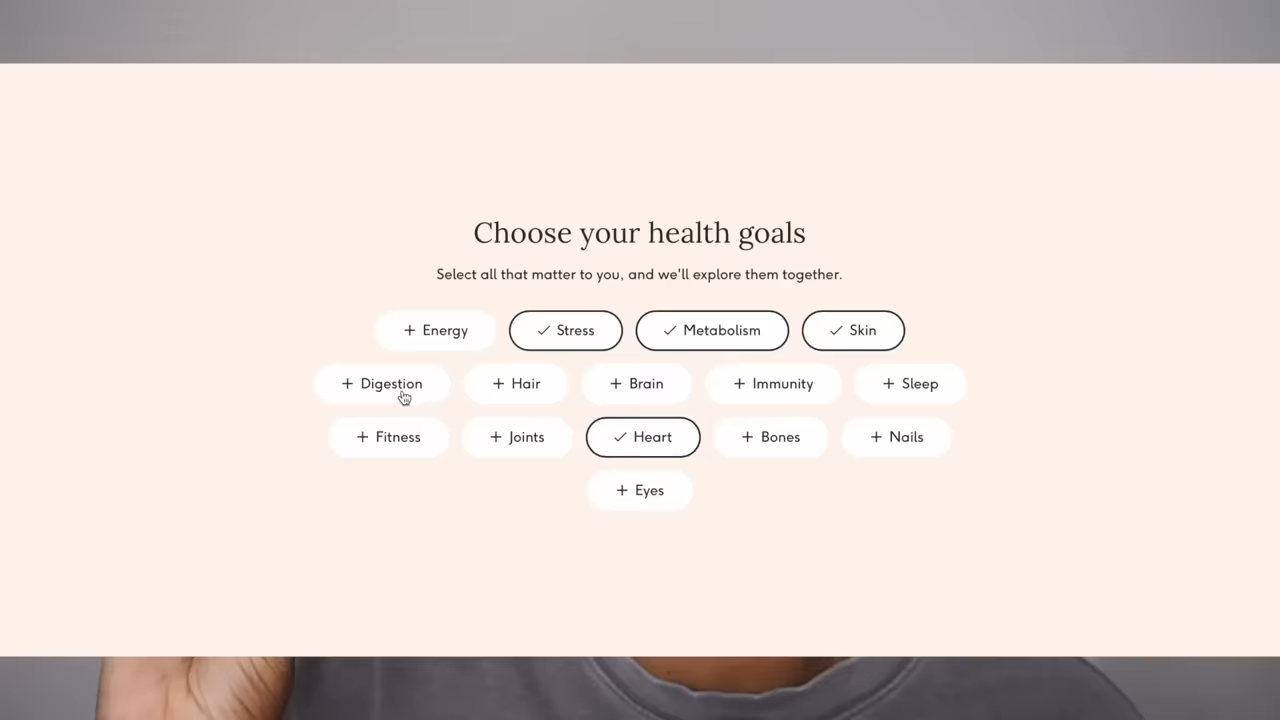 Choose your health goals
Select all that matter to you, and we'll explore them together.
+ Energy ✓ Stress ✓ Metabolism ✓ Skin
+ Digestion + Hair + Brain + Immunity + Sleep
+ Fitness + Joints ✓ Heart + Bones + Nails
+ Eyes